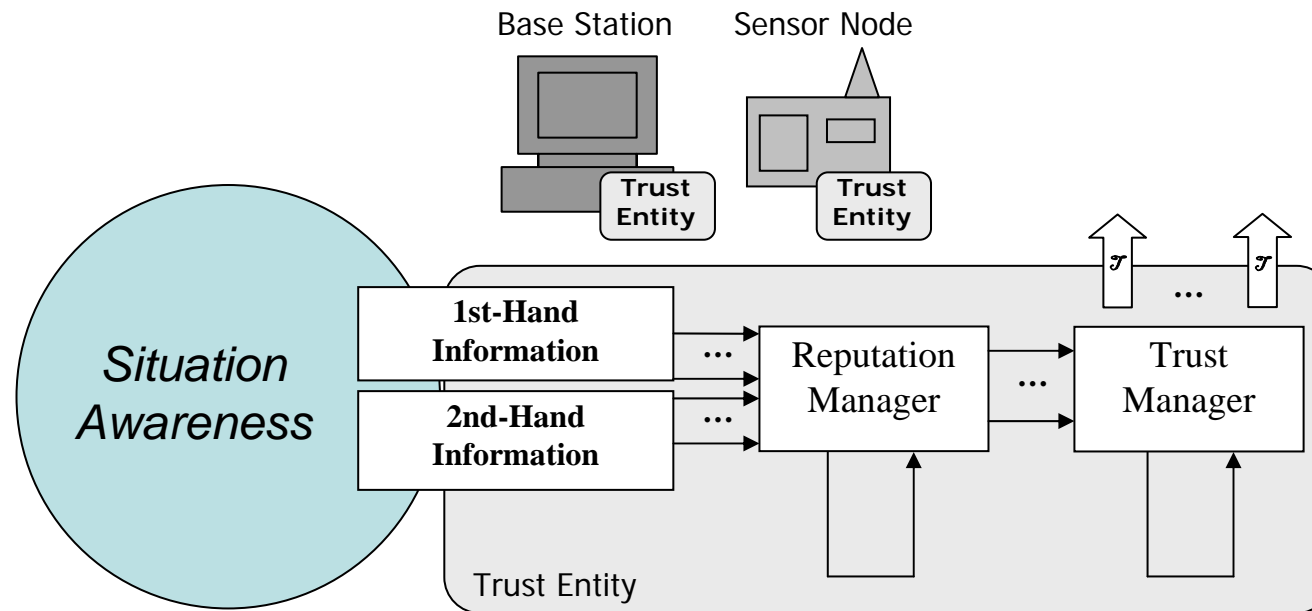 Base Station
Sensor Node
Trust
Entity
Trust
Entity
𝒯
...
𝒯
1st-Hand
Information
...
2nd-Hand
Information
...
Situation
Awareness
Reputation
Manager
...
Trust
Manager
Trust Entity